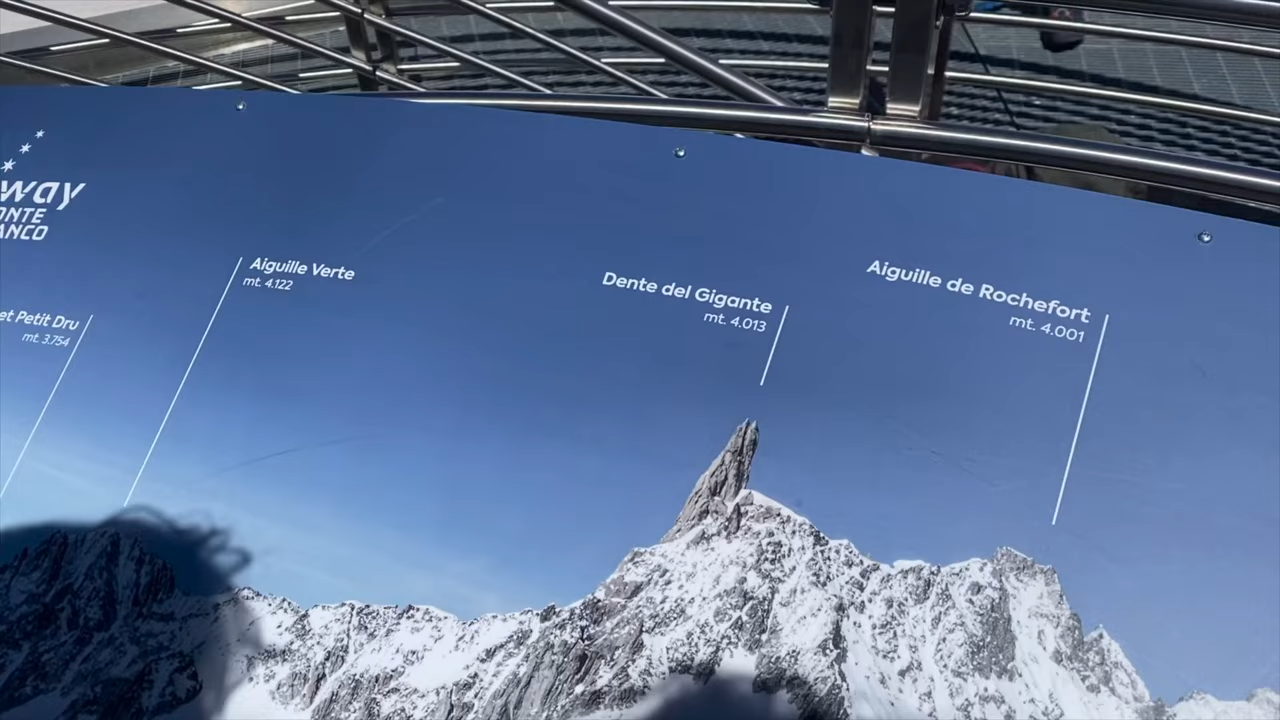 way
ONTE
ANCO
et Petit Dru
mt. 3.754
Aiguille Verte
mt. 4.122
Dente del Gigante
mt. 4.013
Aiguille de Rochefort
mt. 4.001